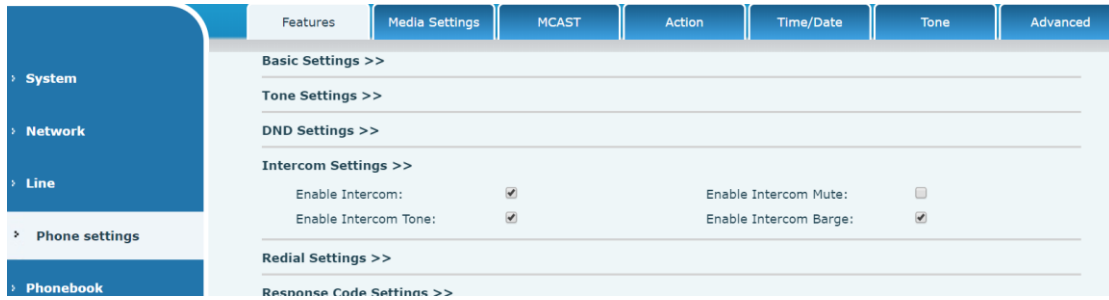 Features Media Settings MCAST Action Time/Date Tone Advanced
› System
› Network
› Line
› Phone settings
› Phonebook
Basic Settings >>
Tone Settings >>
DND Settings >>
Intercom Settings >>
Enable Intercom: Enable Intercom Mute:
Enable Intercom Tone: Enable Intercom Barge:
Redial Settings >>
Response Code Settings >>